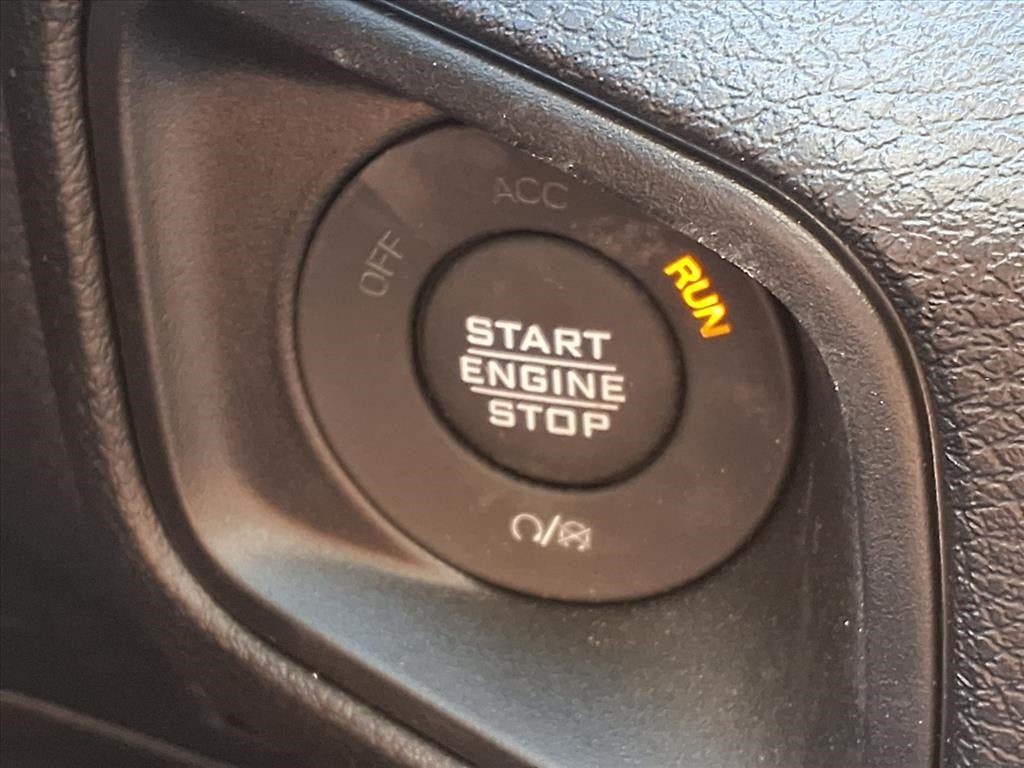 ACC
OFF
RUN
START
ENGINE
STOP